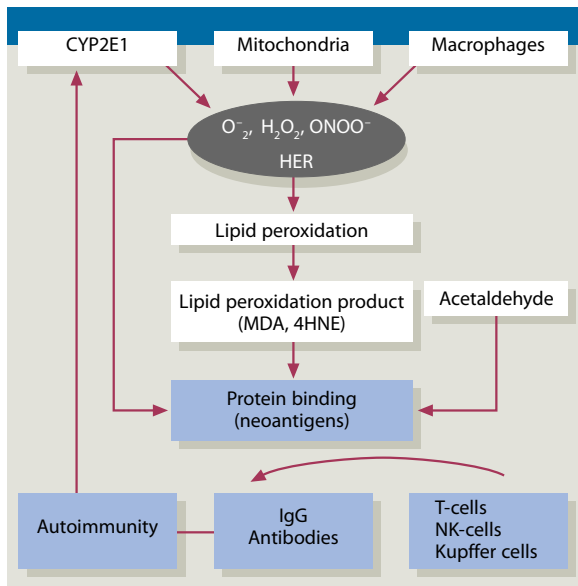 CYP2E1
Mitochondria
Macrophages
O⁻₂, H₂O₂, ONOO⁻
HER
Lipid peroxidation
Lipid peroxidation product
(MDA, 4HNE)
Acetaldehyde
Protein binding
(neoantigens)
Autoimmunity
IgG
Antibodies
T-cells
NK-cells
Kupffer cells